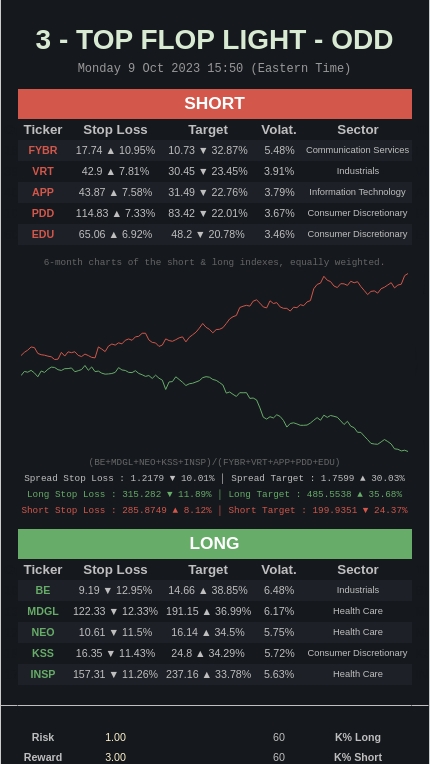 3 - TOP FLOP LIGHT - ODD
Monday 9 Oct 2023 15:50 (Eastern Time)
SHORT
Ticker Stop Loss Target Volat. Sector
FYBR 17.74 ▲ 10.95% 10.73 ▼ 32.87% 5.48% Communication Services
VRT 42.9 ▲ 7.81% 30.45 ▼ 23.45% 3.91% Industrials
APP 43.87 ▲ 7.58% 31.49 ▼ 22.76% 3.79% Information Technology
PDD 114.83 ▲ 7.33% 83.42 ▼ 22.01% 3.67% Consumer Discretionary
EDU 65.06 ▲ 6.92% 48.2 ▼ 20.78% 3.46% Consumer Discretionary
6-month charts of the short & long indexes, equally weighted.
(BE+MDGL+NEO+KSS+INSP)/(FYBR+VRT+APP+PDD+EDU)
Spread Stop Loss : 1.2179 ▼ 10.01% | Spread Target : 1.7599 ▲ 30.03%
Long Stop Loss : 315.282 ▼ 11.89% | Long Target : 485.5538 ▲ 35.68%
Short Stop Loss : 285.8749 ▲ 8.12% | Short Target : 199.9351 ▼ 24.37%
LONG
Ticker Stop Loss Target Volat. Sector
BE 9.19 ▼ 12.95% 14.66 ▲ 38.85% 6.48% Industrials
MDGL 122.33 ▼ 12.33% 191.15 ▲ 36.99% 6.17% Health Care
NEO 10.61 ▼ 11.5% 16.14 ▲ 34.5% 5.75% Health Care
KSS 16.35 ▼ 11.43% 24.8 ▲ 34.29% 5.72% Consumer Discretionary
INSP 157.31 ▼ 11.26% 237.16 ▲ 33.78% 5.63% Health Care
Risk 1.00 60 K% Long
Reward 3.00 60 K% Short